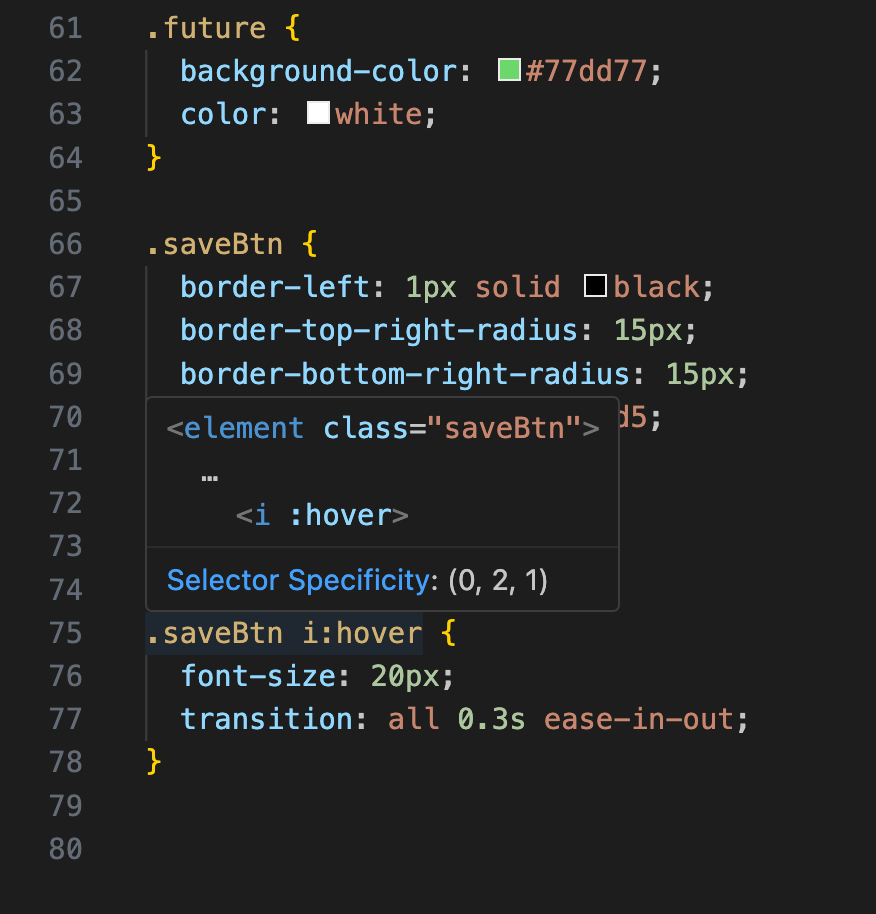 61 .future {
62 background-color: #77dd77;
63 color: white;
64 }
65
66 .saveBtn {
67 border-left: 1px solid black;
68 border-top-right-radius: 15px;
69 border-bottom-right-radius: 15px;
70 d5;
<element class="saveBtn">
71
…
72 <i :hover>
73
74 Selector Specificity: (0, 2, 1)
75 .saveBtn i:hover {
76 font-size: 20px;
77 transition: all 0.3s ease-in-out;
78 }
79
80